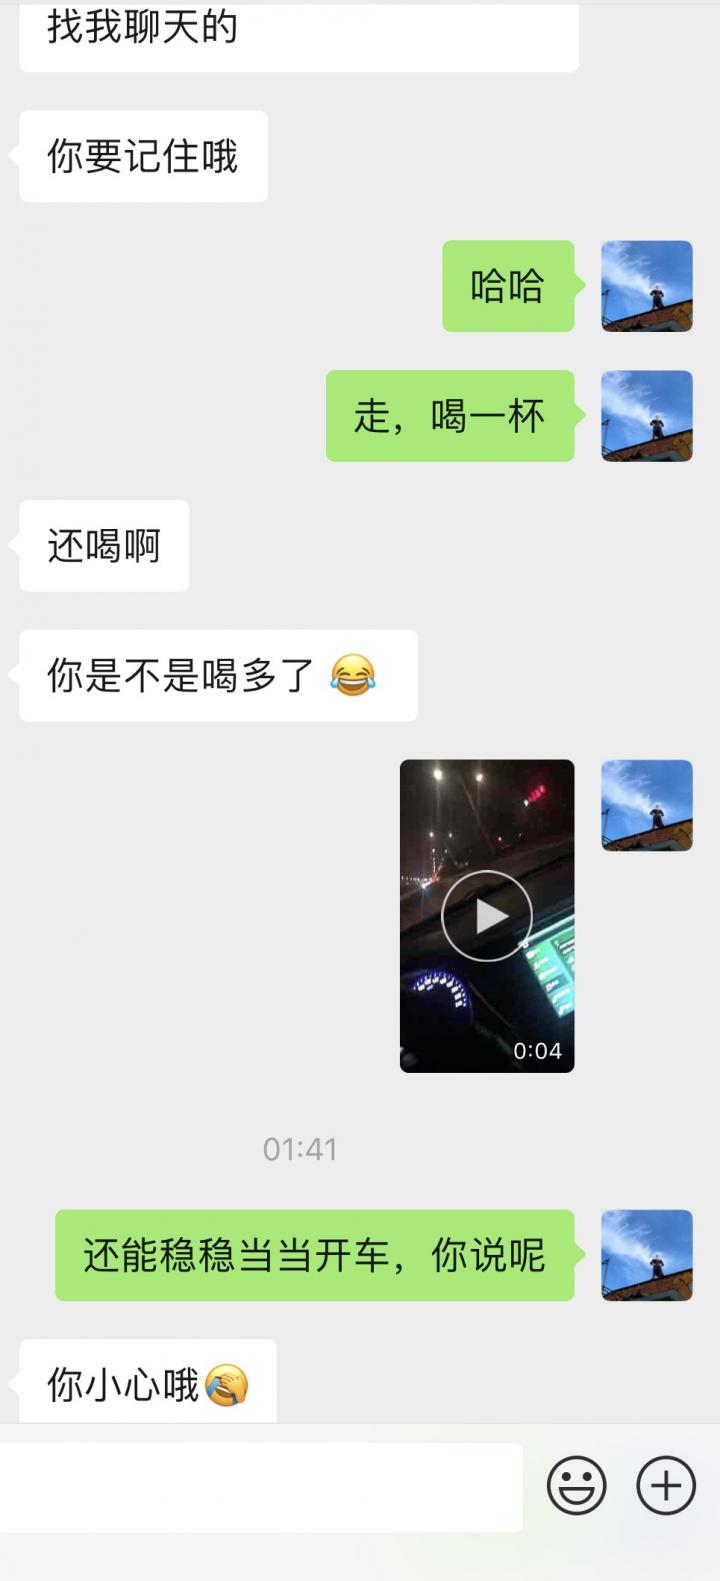 找我聊天的
你要记住哦
哈哈
走，喝一杯
还喝啊
你是不是喝多了 😂
0:04
01:41
还能稳稳当当开车，你说呢
你小心哦🤦